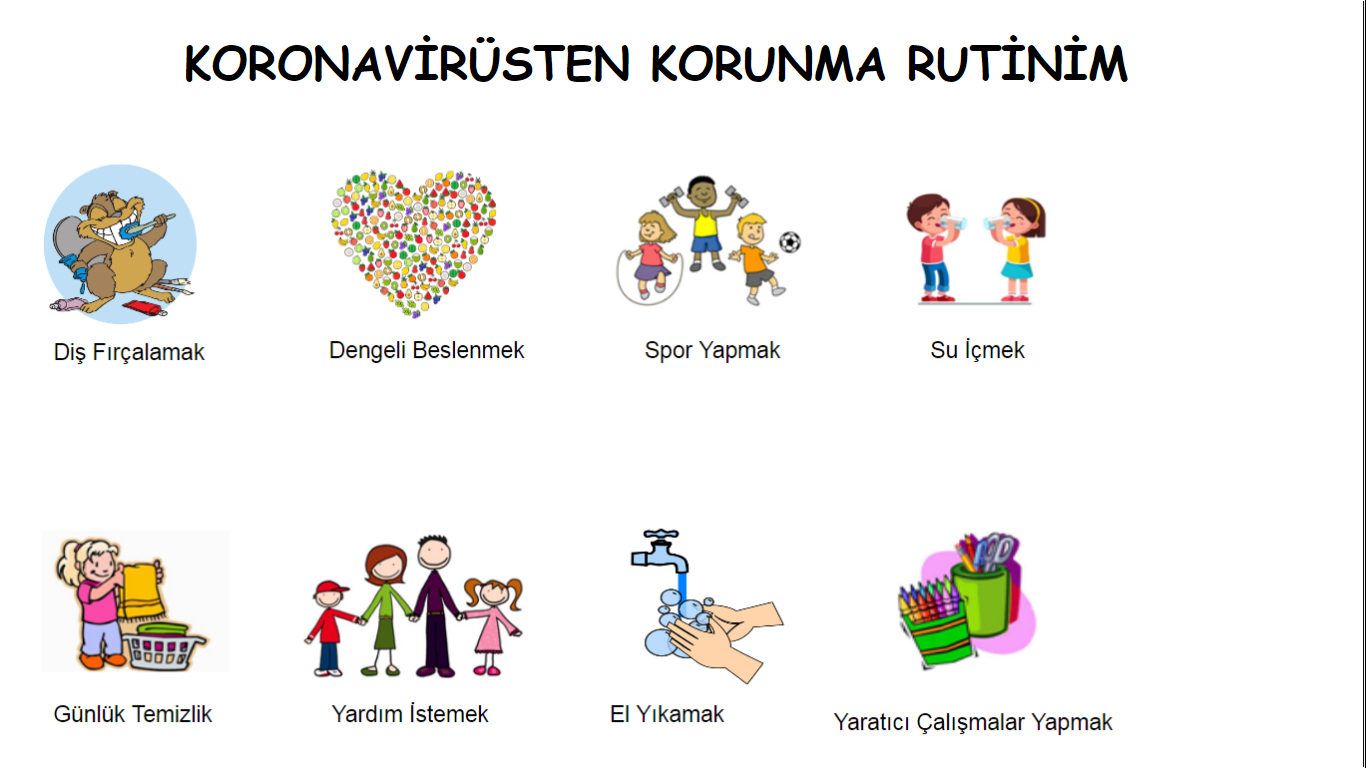 KORONAVİRÜSTEN KORUNMA RUTİNİM
Diş Fırçalamak
Dengeli Beslenmek
Spor Yapmak
Su İçmek
Günlük Temizlik
Yardım İstemek
El Yıkamak
Yaratıcı Çalışmalar Yapmak